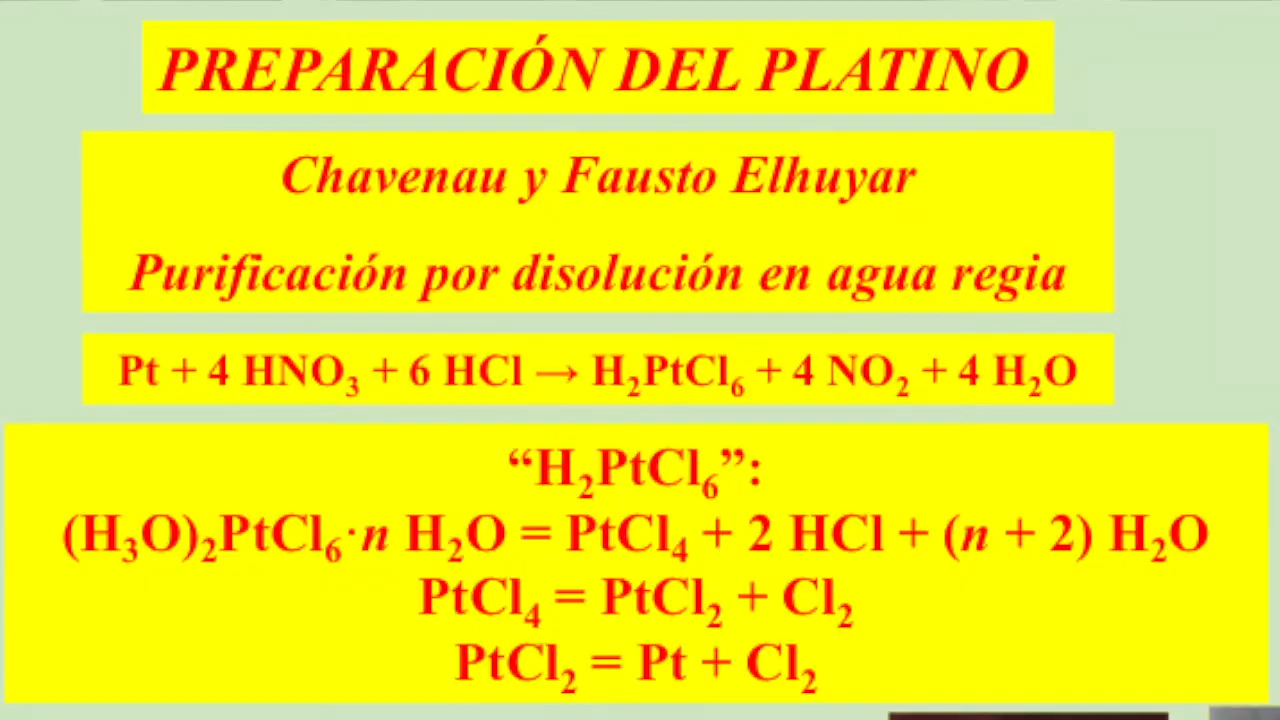 PREPARACIÓN DEL PLATINO
Chavenau y Fausto Elhuyar
Purificación por disolución en agua regia
Pt + 4 HNO₃ + 6 HCl → H₂PtCl₆ + 4 NO₂ + 4 H₂O
“H₂PtCl₆”:
(H₃O)₂PtCl₆·n H₂O = PtCl₄ + 2 HCl + (n + 2) H₂O
PtCl₄ = PtCl₂ + Cl₂
PtCl₂ = Pt + Cl₂